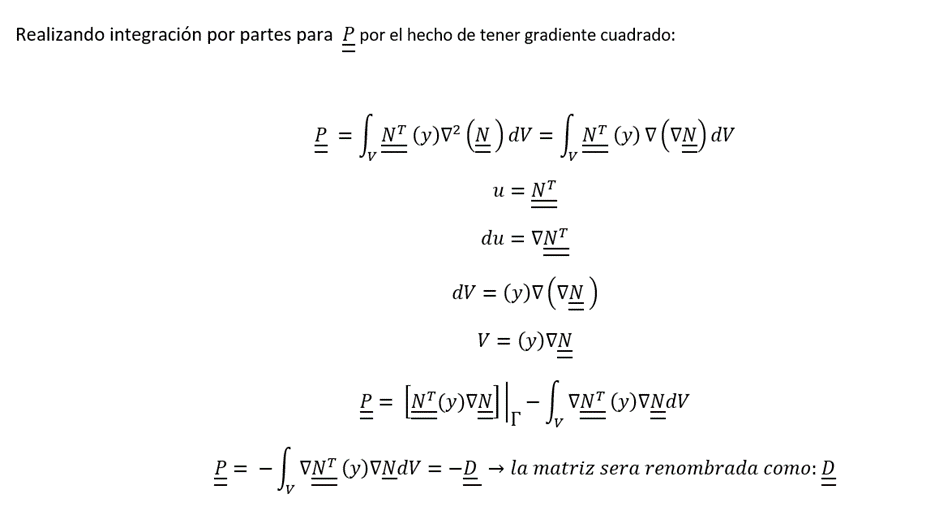 Realizando integración por partes para P̳ por el hecho de tener gradiente cuadrado:
P̳ = ∫_V N̳ᵀ (y)∇² (N̳) dV = ∫_V N̳ᵀ (y) ∇ (∇N̳) dV
u = N̳ᵀ
du = ∇N̳ᵀ
dV = (y)∇(∇N̳)
V = (y)∇N̳
P̳ = [N̳ᵀ(y)∇N̳]|_Γ − ∫_V ∇N̳ᵀ (y)∇N̳dV
P̳ = − ∫_V ∇N̳ᵀ (y)∇N̲dV = −D̳ → la matriz sera renombrada como: D̳